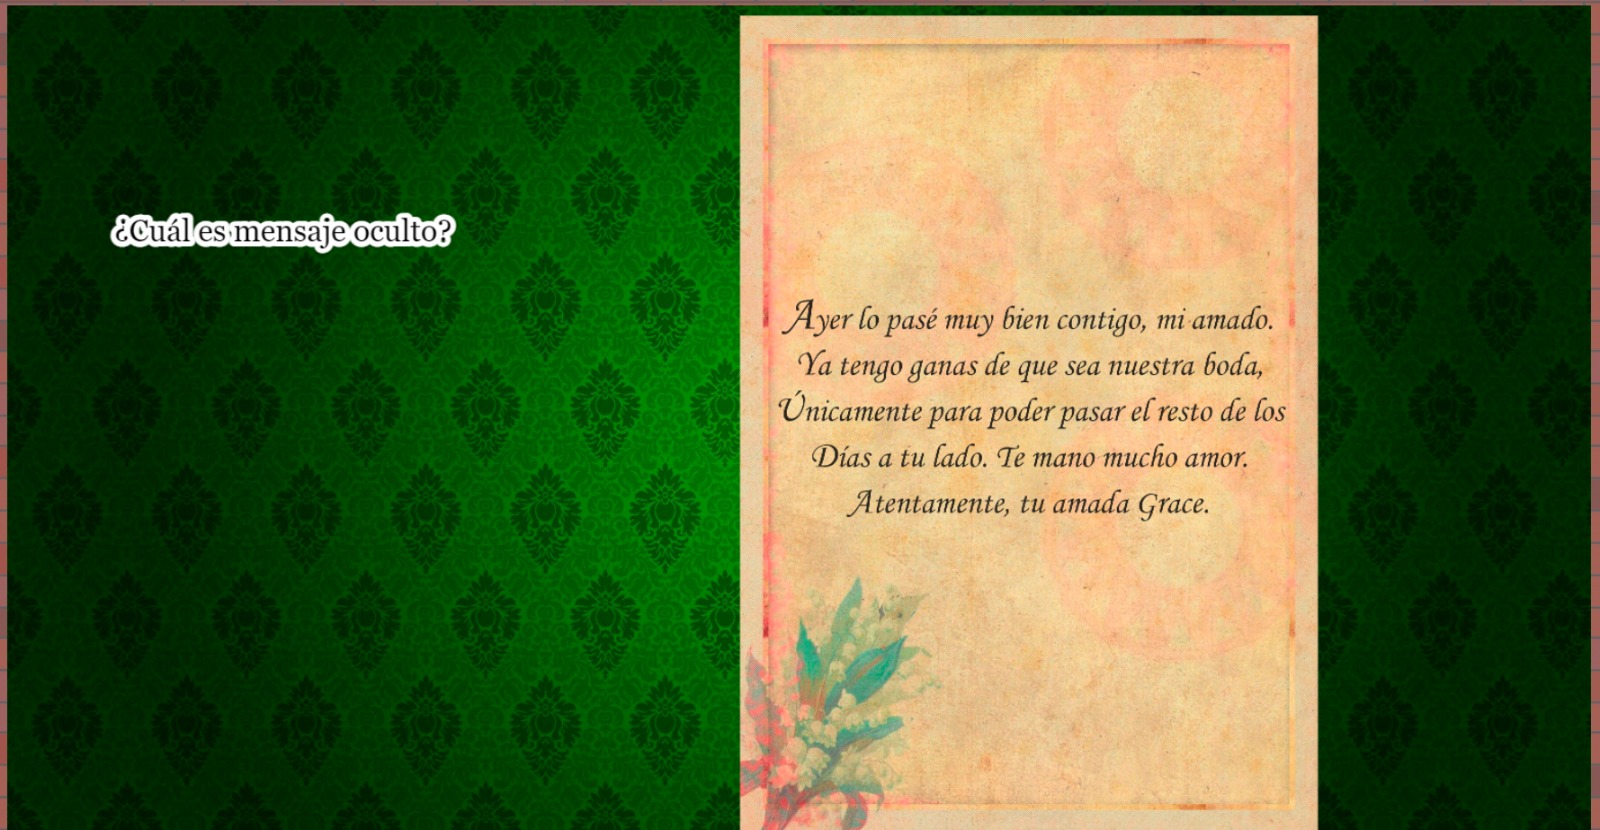 ¿Cuál es mensaje oculto?
Ayer lo pasé muy bien contigo, mi amado.
Ya tengo ganas de que sea nuestra boda,
Únicamente para poder pasar el resto de los
Días a tu lado. Te mano mucho amor.
Atentamente, tu amada Grace.